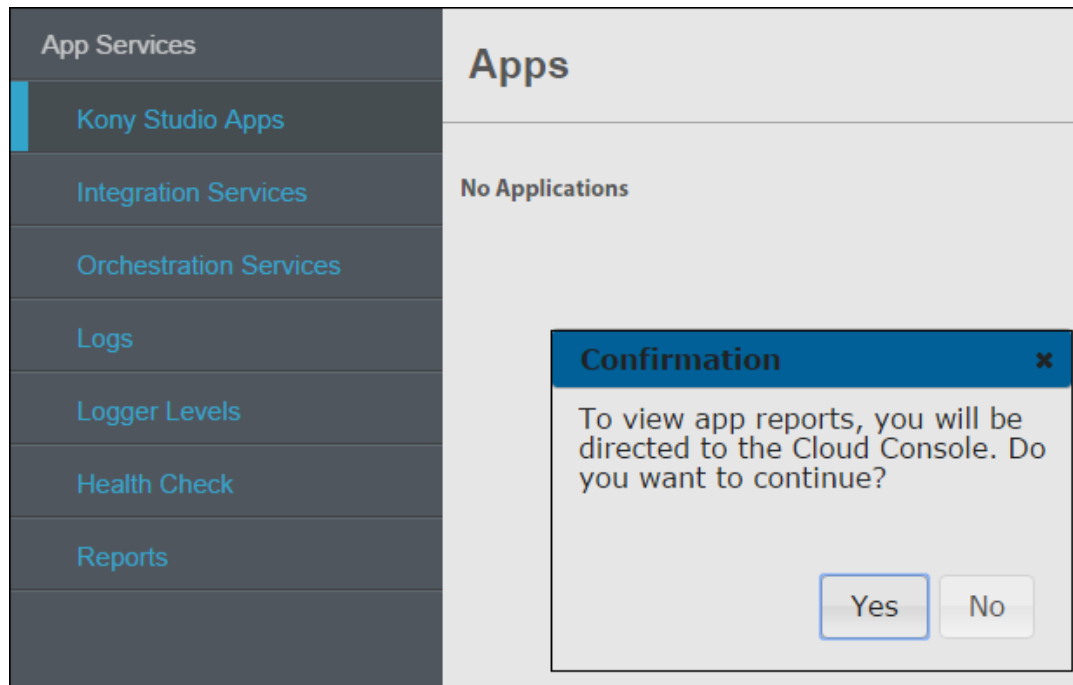 App Services
Kony Studio Apps
Integration Services
Orchestration Services
Logs
Logger Levels
Health Check
Reports
Apps
No Applications
Confirmation
To view app reports, you will be
directed to the Cloud Console. Do
you want to continue?
Yes
No